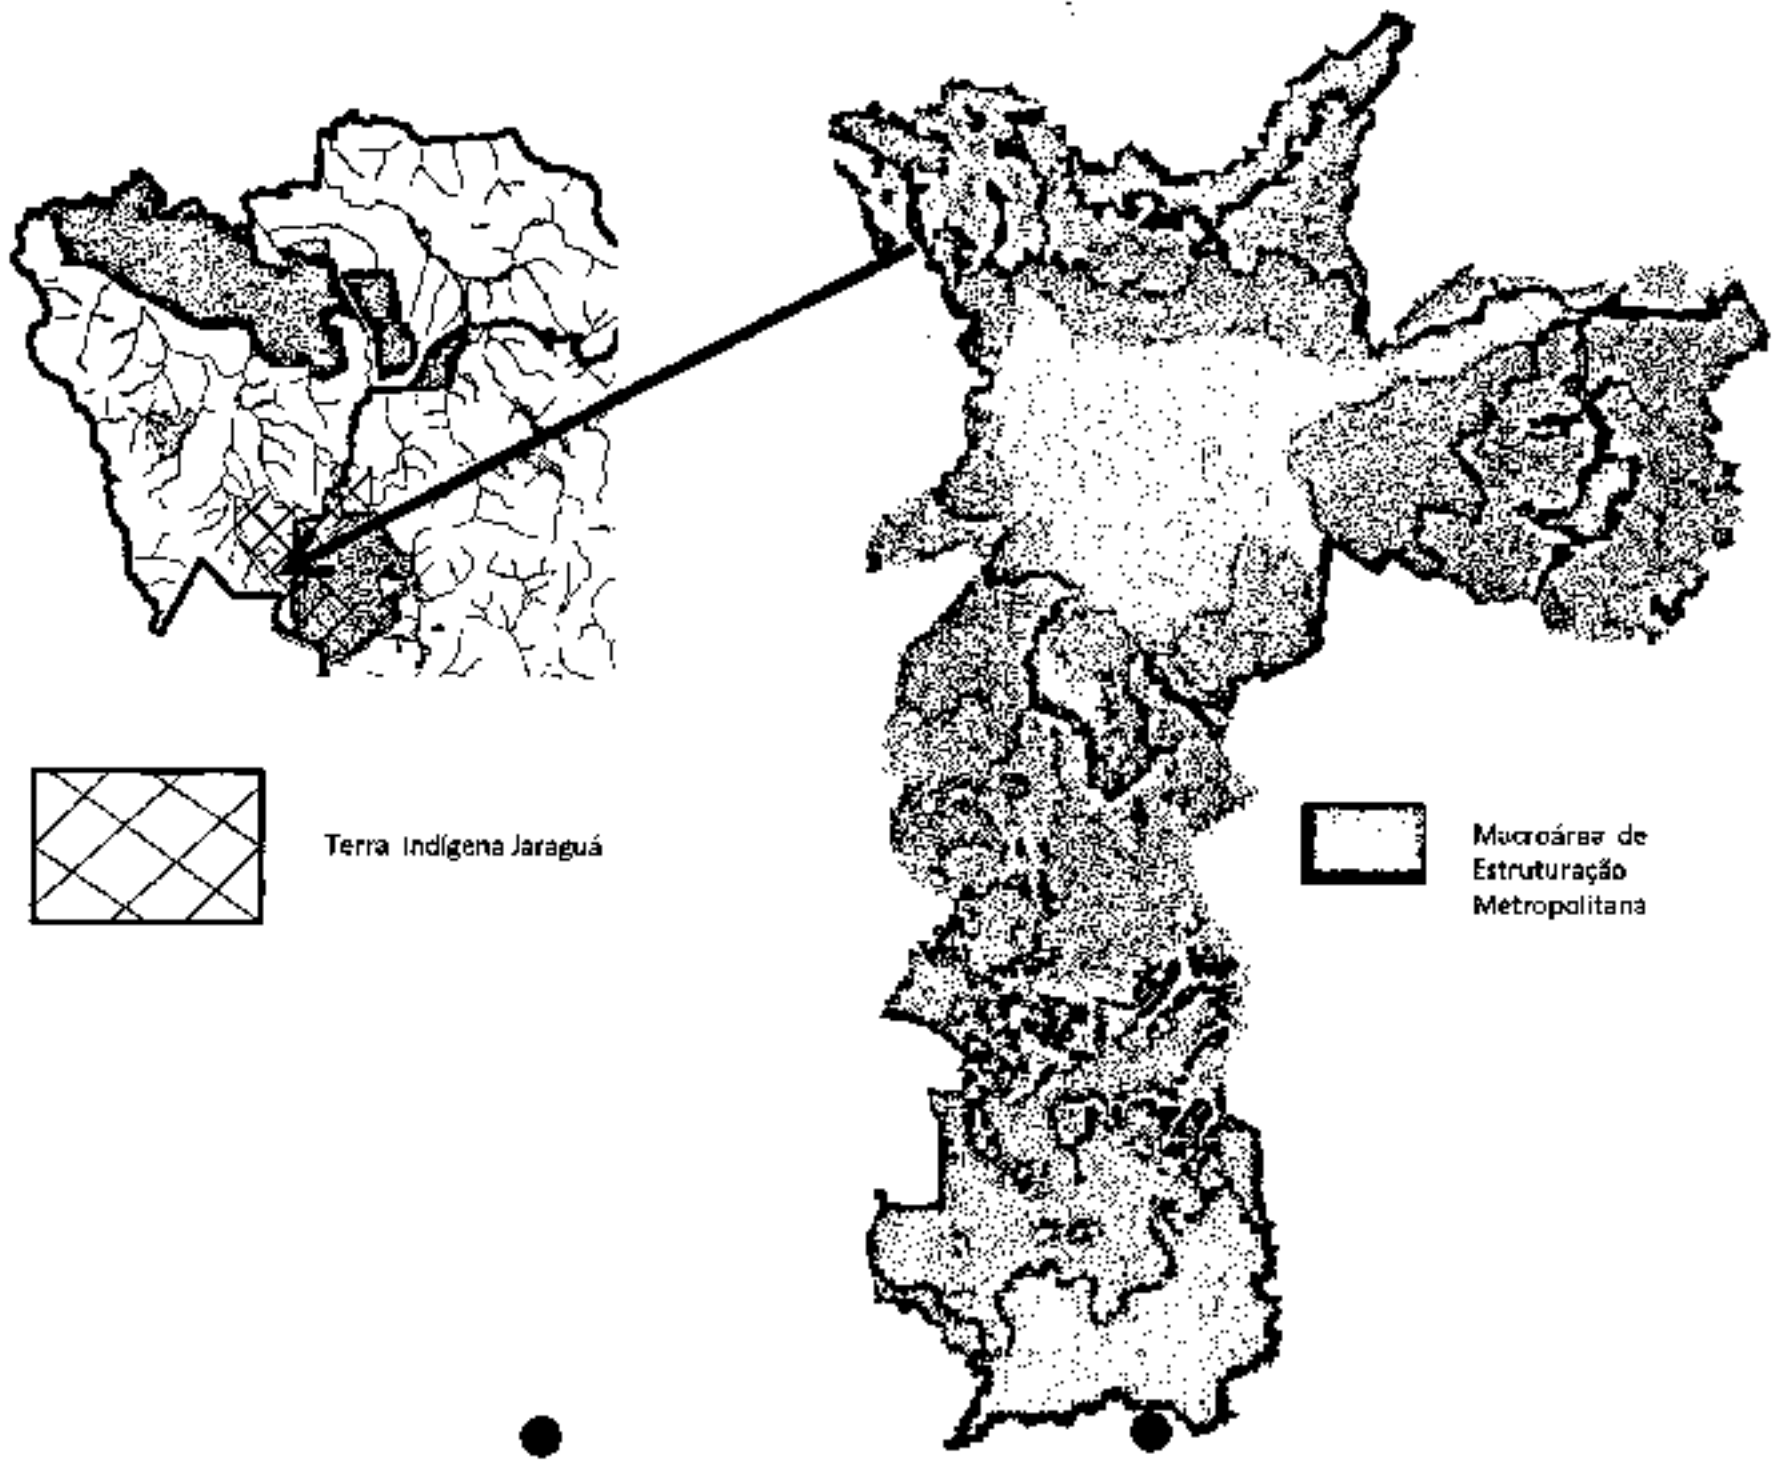 Terra Indígena Jaraguá
Macroárea de
Estruturação
Metropolitana